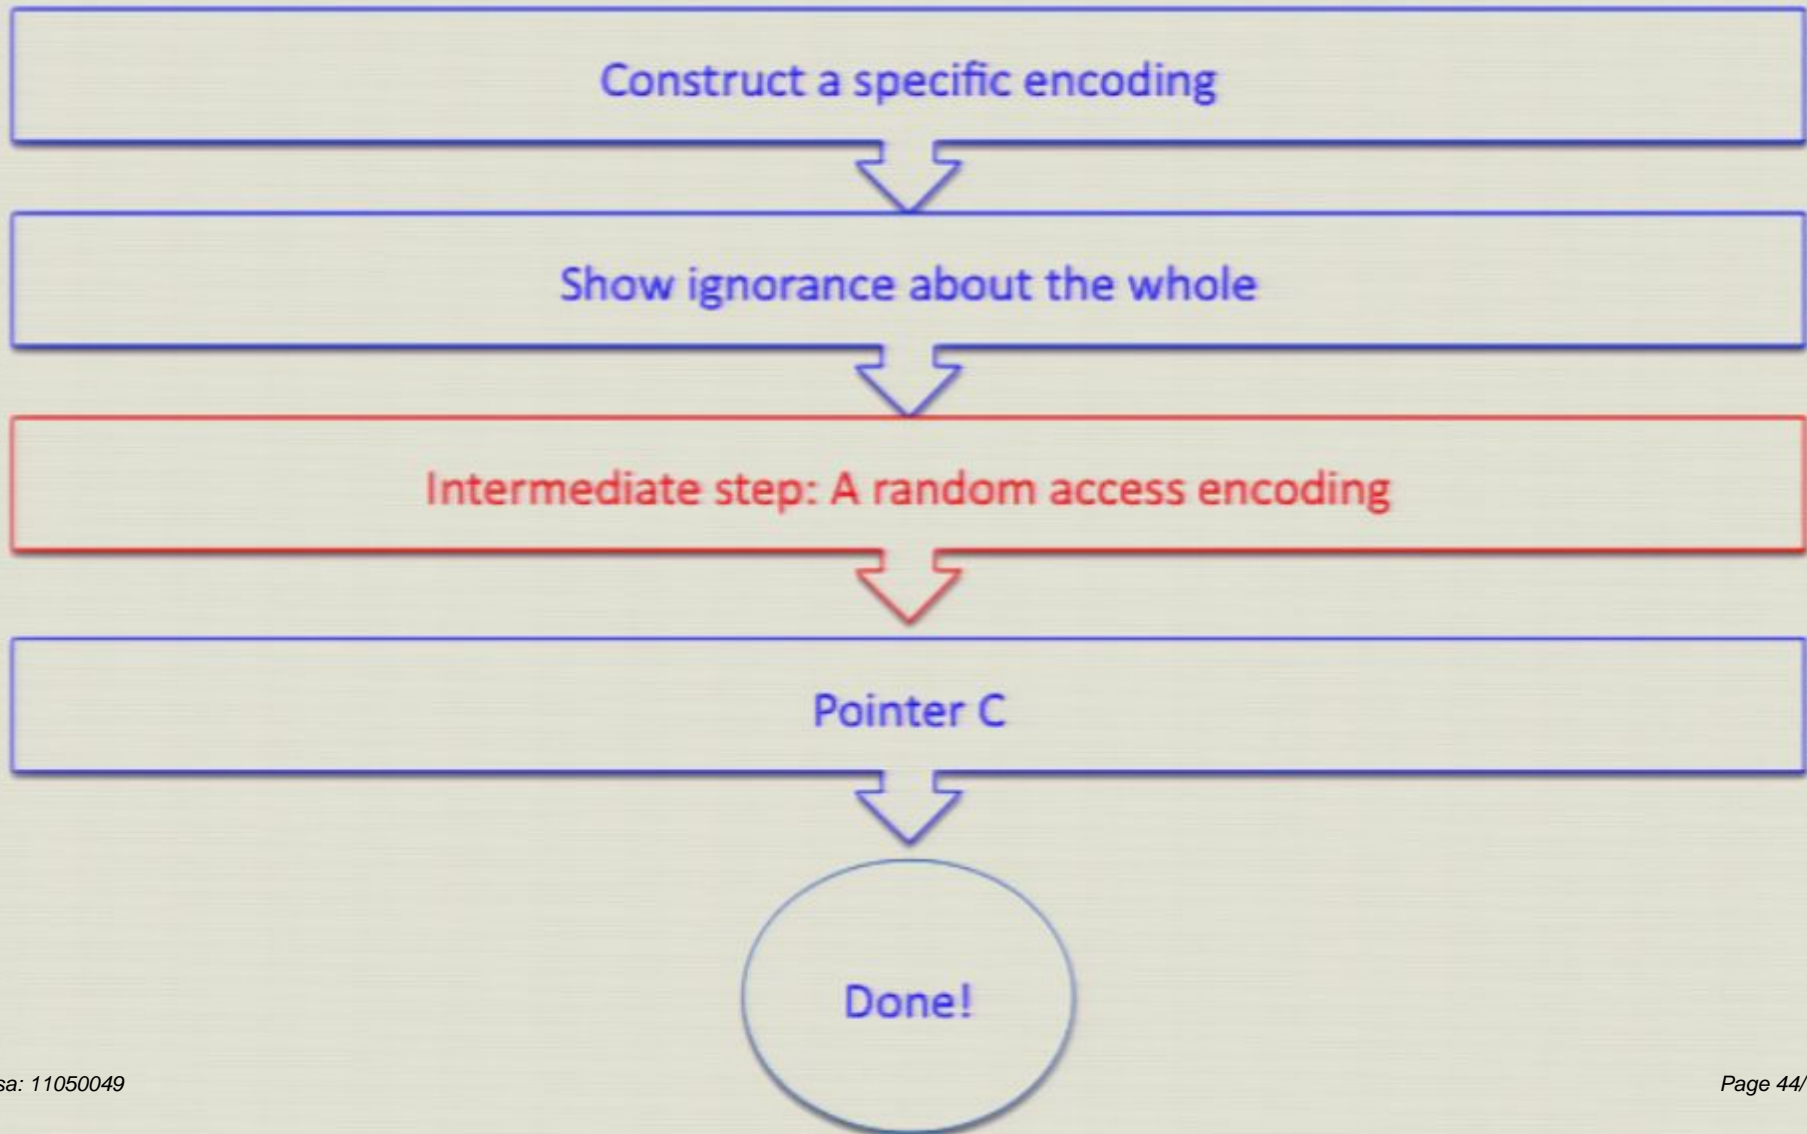 Construct a specific encoding
Show ignorance about the whole
Intermediate step: A random access encoding
Pointer C
Done!
sa: 11050049
Page 44/